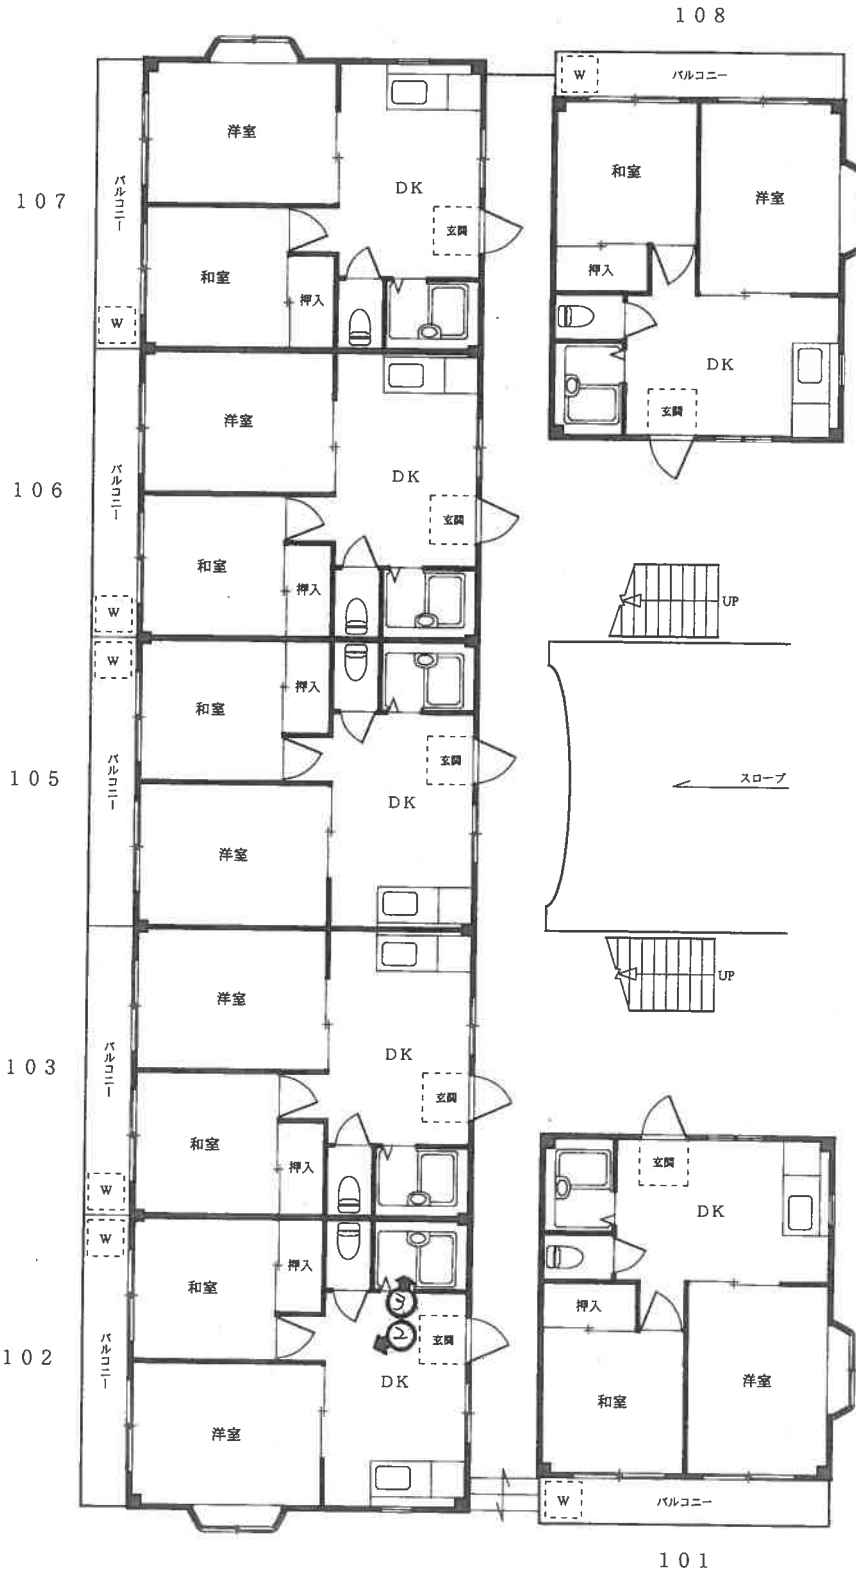 108
W
バルコニー
洋室
和室
洋室
押入
DK
玄関
107
バルコニー
DK
玄関
和室
押入
W
洋室
106
バルコニー
DK
玄関
和室
押入
W
UP
W
和室
押入
玄関
105
バルコニー
DK
洋室
スロープ
洋室
UP
103
バルコニー
DK
玄関
和室
押入
W
玄関
DK
W
和室
押入
押入
玄関
102
バルコニー
DK
洋室
和室
洋室
W
バルコニー
101